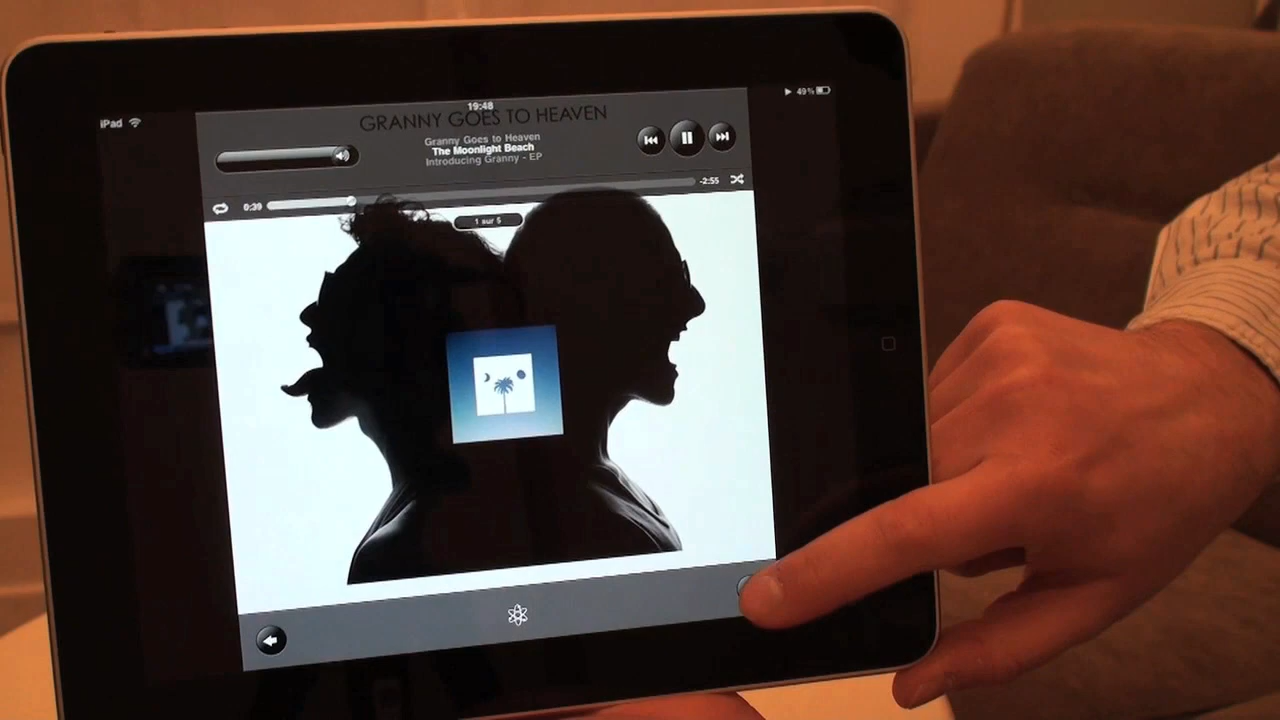 iPad
19:48
49%
GRANNY GOES TO HEAVEN
Granny Goes to Heaven
The Moonlight Beach
Introducing Granny - EP
0:39
-2:55
1 sur 5